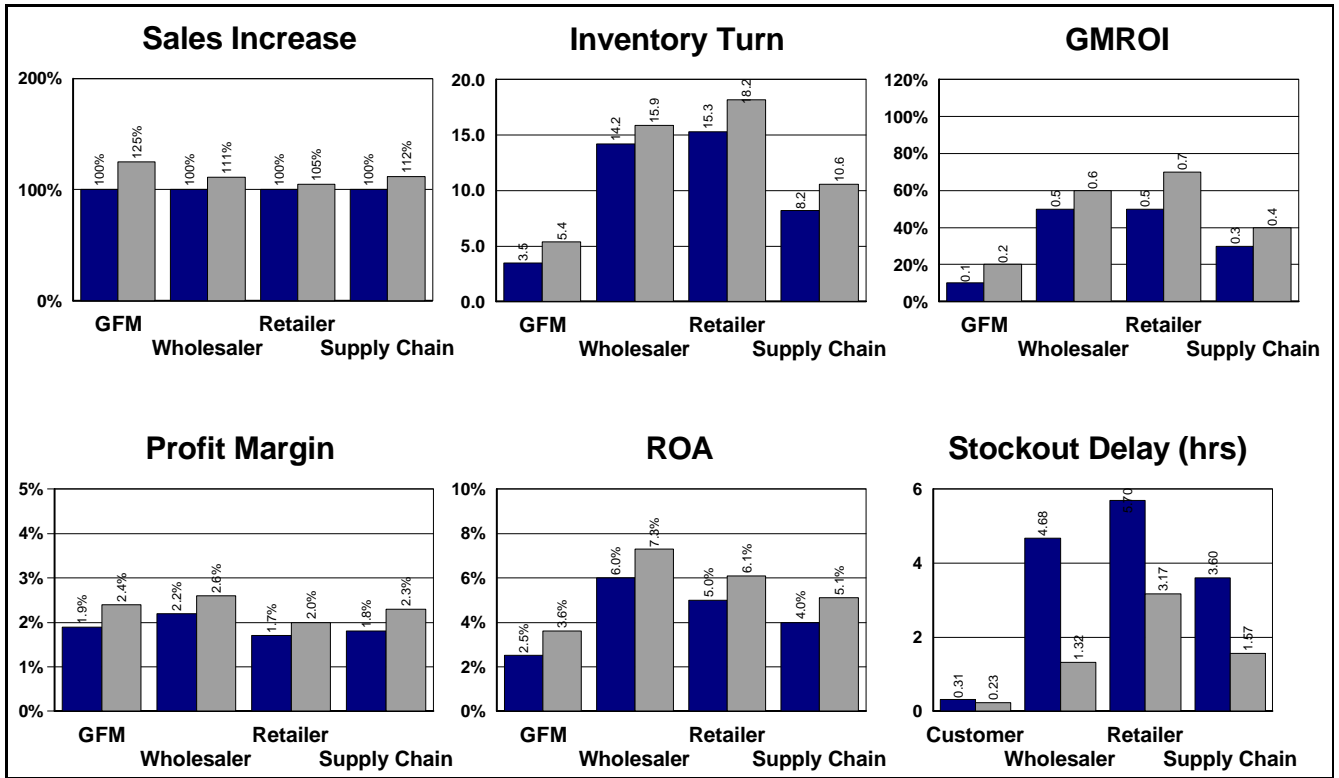 Sales Increase
200%
100%
0%
100%
125%
100%
111%
100%
105%
100%
112%
GFM
Wholesaler
Retailer
Supply Chain
Inventory Turn
20.0
15.0
10.0
5.0
0.0
3.5
5.4
14.2
15.9
15.3
18.2
8.2
10.6
GFM
Wholesaler
Retailer
Supply Chain
GMROI
120%
100%
80%
60%
40%
20%
0%
0.1
0.2
0.5
0.6
0.5
0.7
0.3
0.4
GFM
Wholesaler
Retailer
Supply Chain
Profit Margin
5%
4%
3%
2%
1%
0%
1.9%
2.4%
2.2%
2.6%
1.7%
2.0%
1.8%
2.3%
GFM
Wholesaler
Retailer
Supply Chain
ROA
10%
8%
6%
4%
2%
0%
2.5%
3.6%
6.0%
7.3%
5.0%
6.1%
4.0%
5.1%
GFM
Wholesaler
Retailer
Supply Chain
Stockout Delay (hrs)
6
4
2
0
0.31
0.23
4.68
1.32
5.70
3.17
3.60
1.57
Customer
Wholesaler
Retailer
Supply Chain